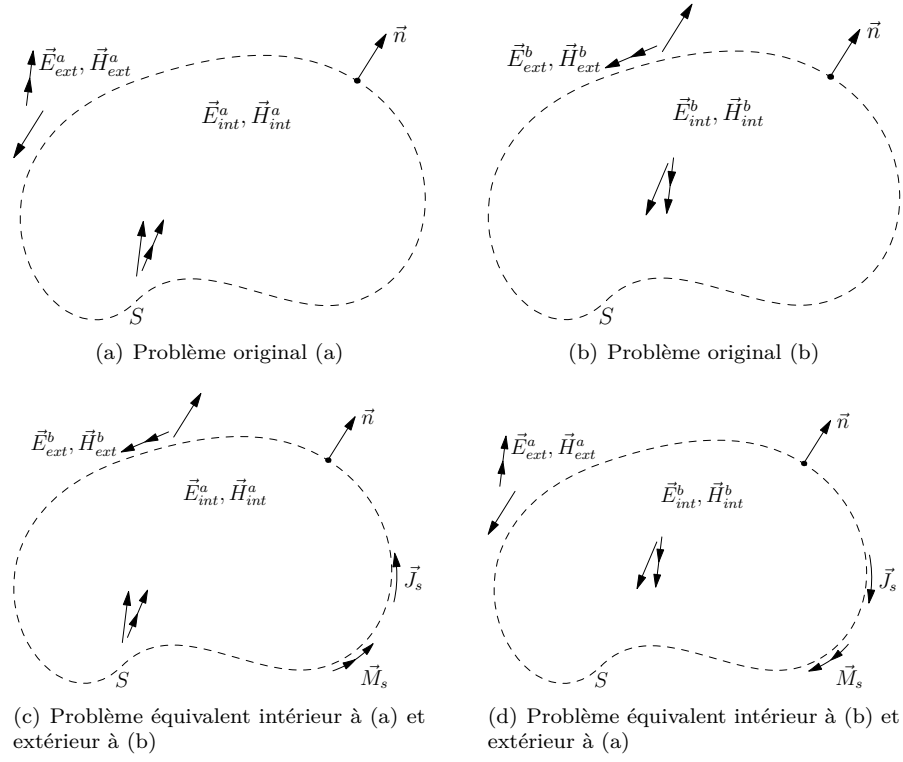 $\vec{E}^a_{ext}, \vec{H}^a_{ext}$
$\vec{n}$
$\vec{E}^a_{int}, \vec{H}^a_{int}$
S
(a) Problème original (a)
$\vec{E}^b_{ext}, \vec{H}^b_{ext}$
$\vec{n}$
$\vec{E}^b_{int}, \vec{H}^b_{int}$
S
(b) Problème original (b)
$\vec{E}^b_{ext}, \vec{H}^b_{ext}$
$\vec{n}$
$\vec{E}^a_{int}, \vec{H}^a_{int}$
$\vec{J}_s$
S
$\vec{M}_s$
(c) Problème équivalent intérieur à (a) et
extérieur à (b)
$\vec{E}^a_{ext}, \vec{H}^a_{ext}$
$\vec{n}$
$\vec{E}^b_{int}, \vec{H}^b_{int}$
$\vec{J}_s$
S
$\vec{M}_s$
(d) Problème équivalent intérieur à (b) et
extérieur à (a)